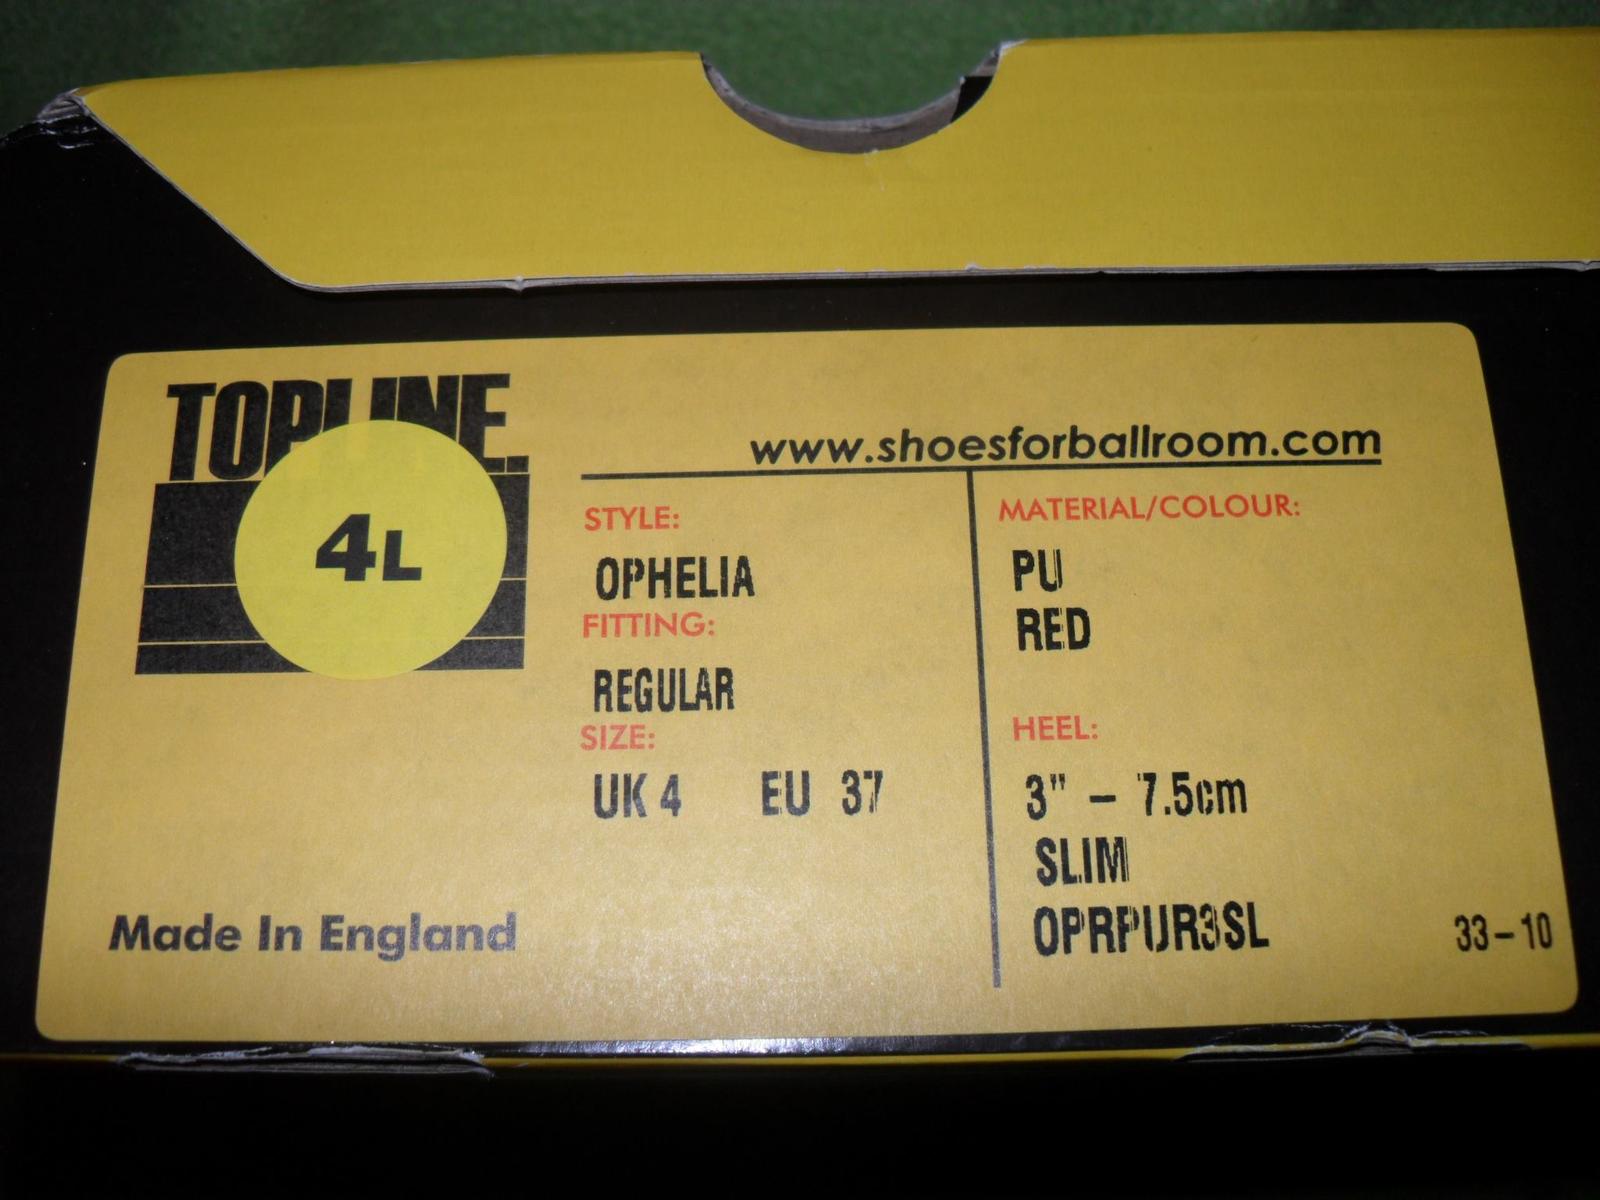 TOPLINE.
4L
www.shoesforballroom.com
STYLE:
OPHELIA
FITTING:
REGULAR
SIZE:
UK 4 EU 37
MATERIAL/COLOUR:
PU
RED
HEEL:
3" - 7.5cm
SLIM
OPRPUR3SL
33-10
Made In England